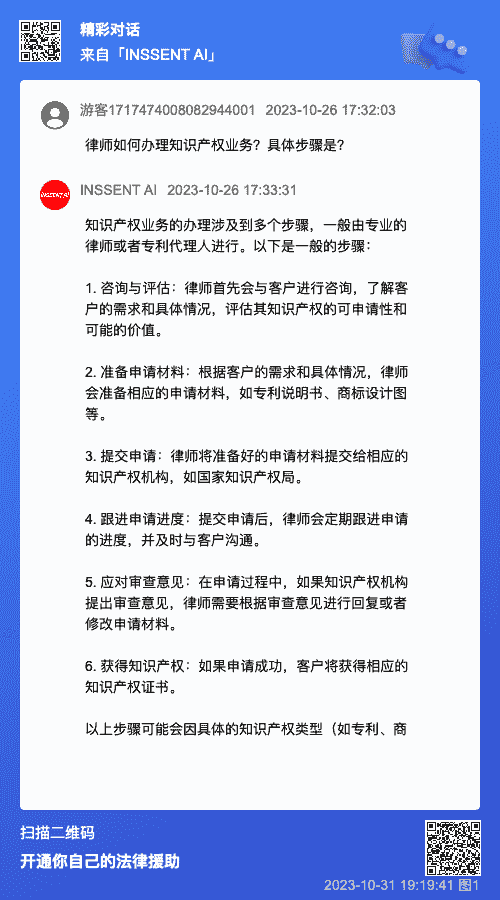 精彩对话
来自「INSSENT AI」
游客1717474008082944001 2023-10-26 17:32:03
律师如何办理知识产权业务？具体步骤是？
INSSENT AI
INSSENT AI 2023-10-26 17:33:31
知识产权业务的办理涉及到多个步骤，一般由专业的
律师或者专利代理人进行。以下是一般的步骤：
1. 咨询与评估：律师首先会与客户进行咨询，了解客
户的需求和具体情况，评估其知识产权的可申请性和
可能的价值。
2. 准备申请材料：根据客户的需求和具体情况，律师
会准备相应的申请材料，如专利说明书、商标设计图
等。
3. 提交申请：律师将准备好的申请材料提交给相应的
知识产权机构，如国家知识产权局。
4. 跟进申请进度：提交申请后，律师会定期跟进申请
的进度，并及时与客户沟通。
5. 应对审查意见：在申请过程中，如果知识产权机构
提出审查意见，律师需要根据审查意见进行回复或者
修改申请材料。
6. 获得知识产权：如果申请成功，客户将获得相应的
知识产权证书。
以上步骤可能会因具体的知识产权类型（如专利、商
扫描二维码
开通你自己的法律援助
2023-10-31 19:19:41 图1